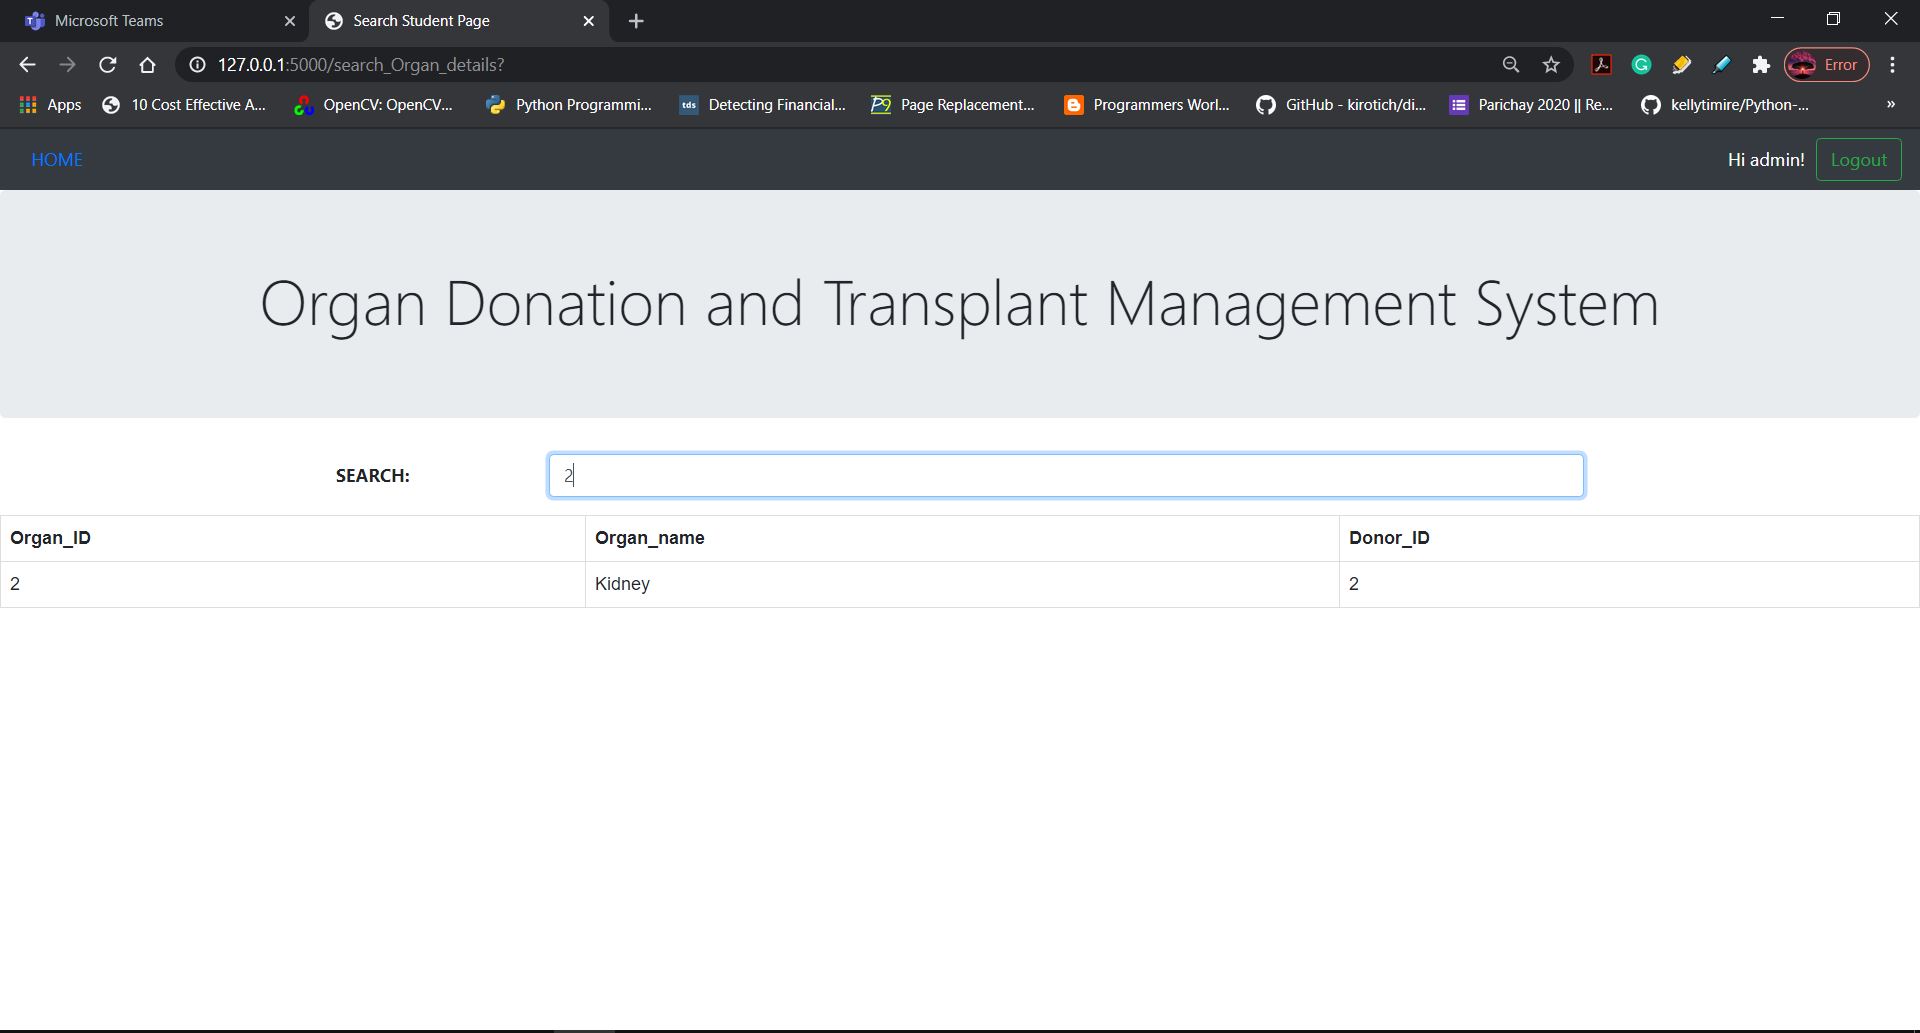 Microsoft Teams
Search Student Page
127.0.0.1:5000/search_Organ_details?
Error
Apps
10 Cost Effective A...
OpenCV: OpenCV...
Python Programmi...
tds
Detecting Financial...
P9
Page Replacement...
Programmers Worl...
GitHub - kirotich/di...
Parichay 2020 || Re...
kellytimire/Python-...
»
HOME
Hi admin!
Logout
Organ Donation and Transplant Management System
SEARCH:
2
Organ_ID Organ_name Donor_ID
2 Kidney 2